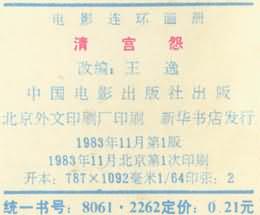 电影连环画册
清宫怨
改编：王逸
中国电影出版社出版
北京外文印刷厂印刷 新华书店发行
1983年11月第1版
1983年11月北京第1次印刷
开本：787×1092毫米1/64印张：2
统一书号：8061·2262定价：0.21元